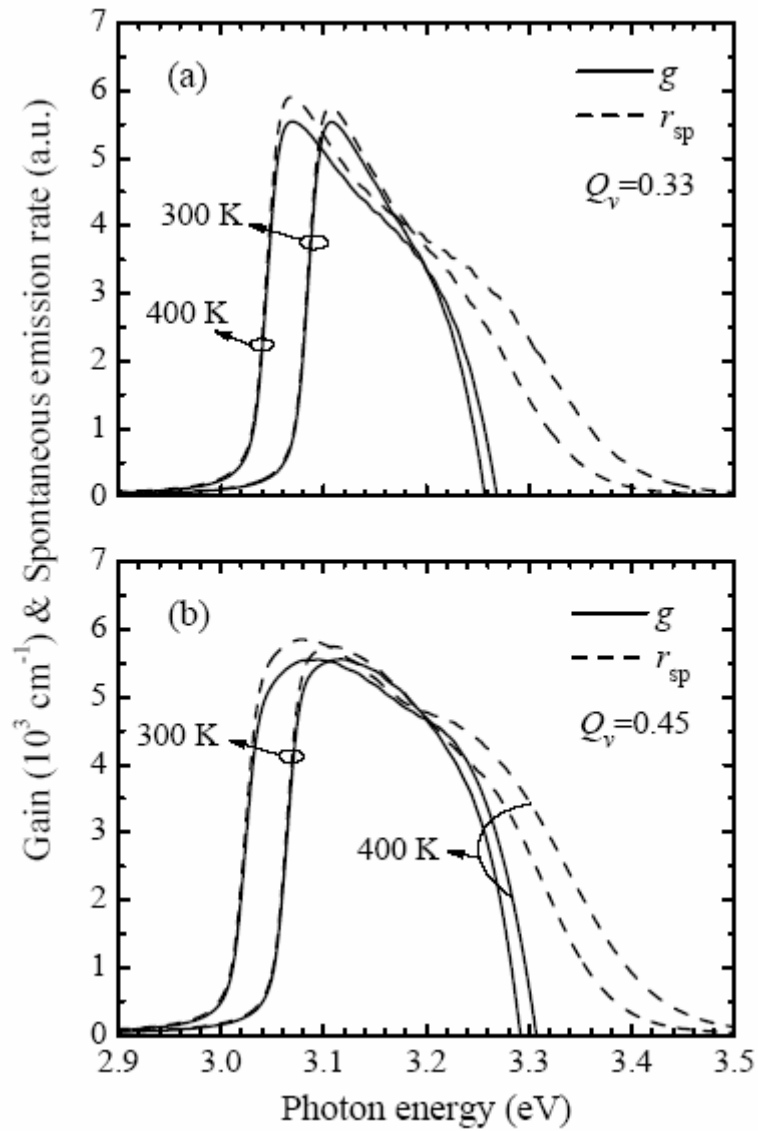 Gain (10³ cm⁻¹) & Spontaneous emission rate (a.u.)
7
6
5
4
3
2
1
0
(a)
g
r_sp
Q_v=0.33
300 K
400 K
7
6
5
4
3
2
1
0
(b)
g
r_sp
Q_v=0.45
300 K
400 K
2.9 3.0 3.1 3.2 3.3 3.4 3.5
Photon energy (eV)